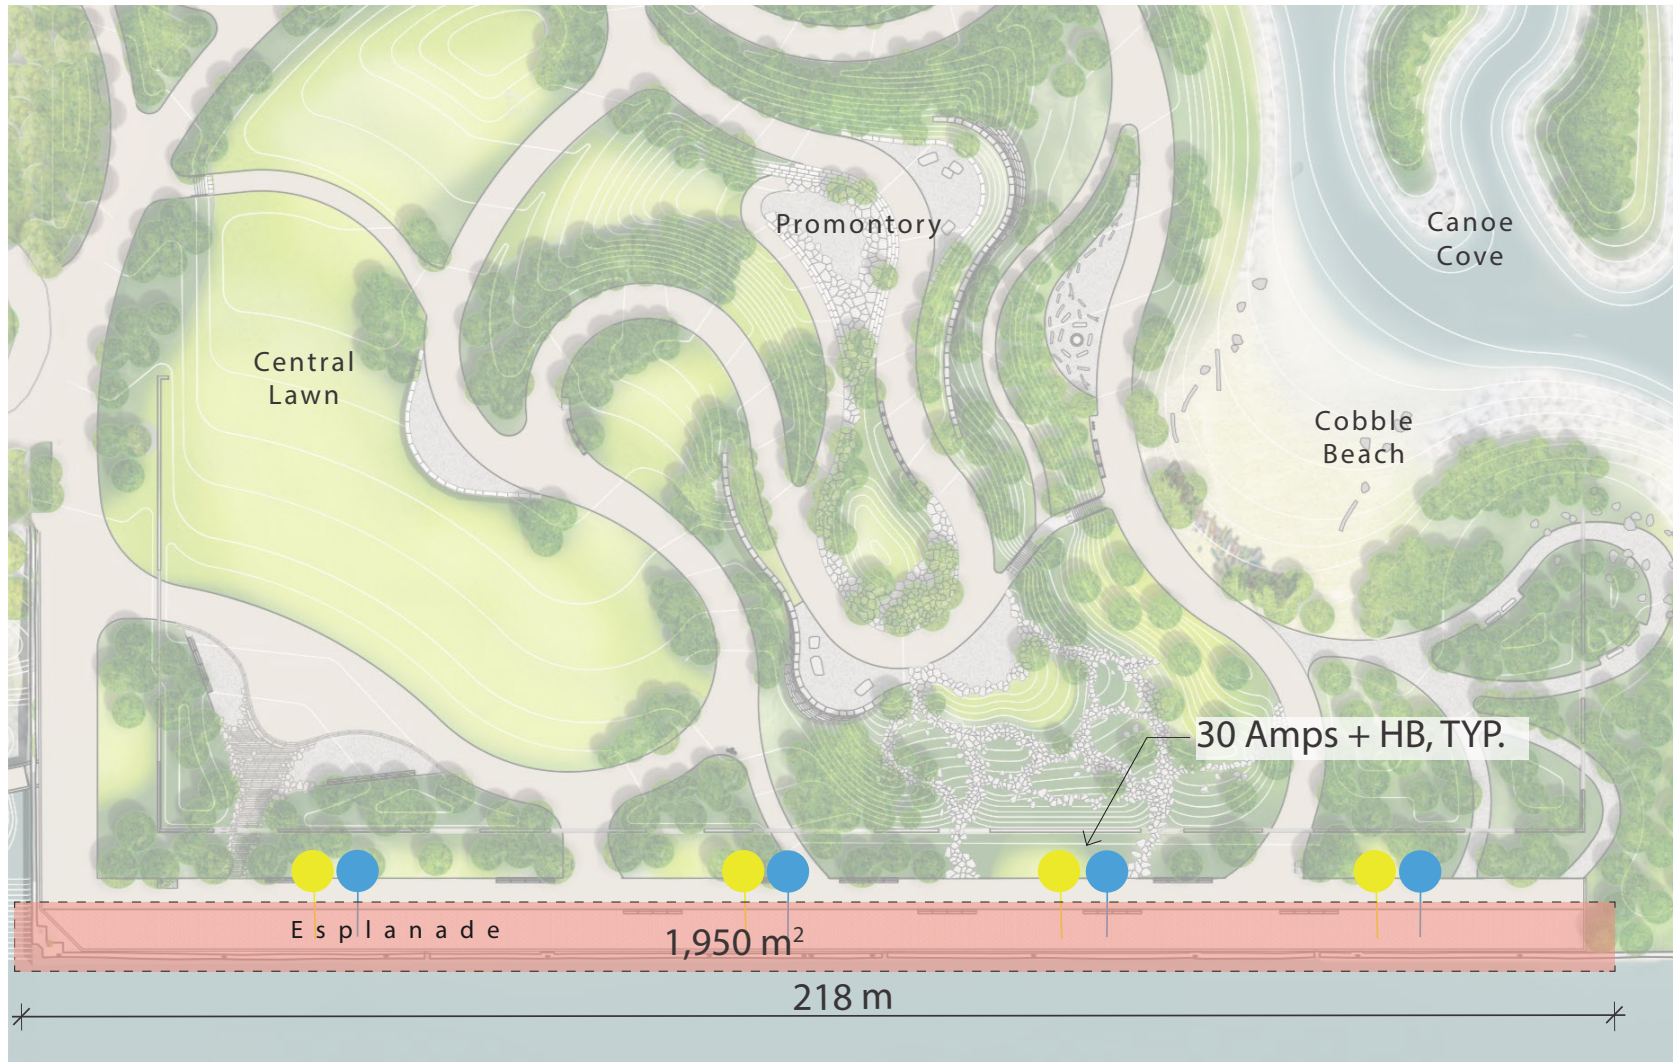 Promontory
Canoe
Cove
Central
Lawn
Cobble
Beach
30 Amps + HB, TYP.
Esplanade
1,950 m²
218 m